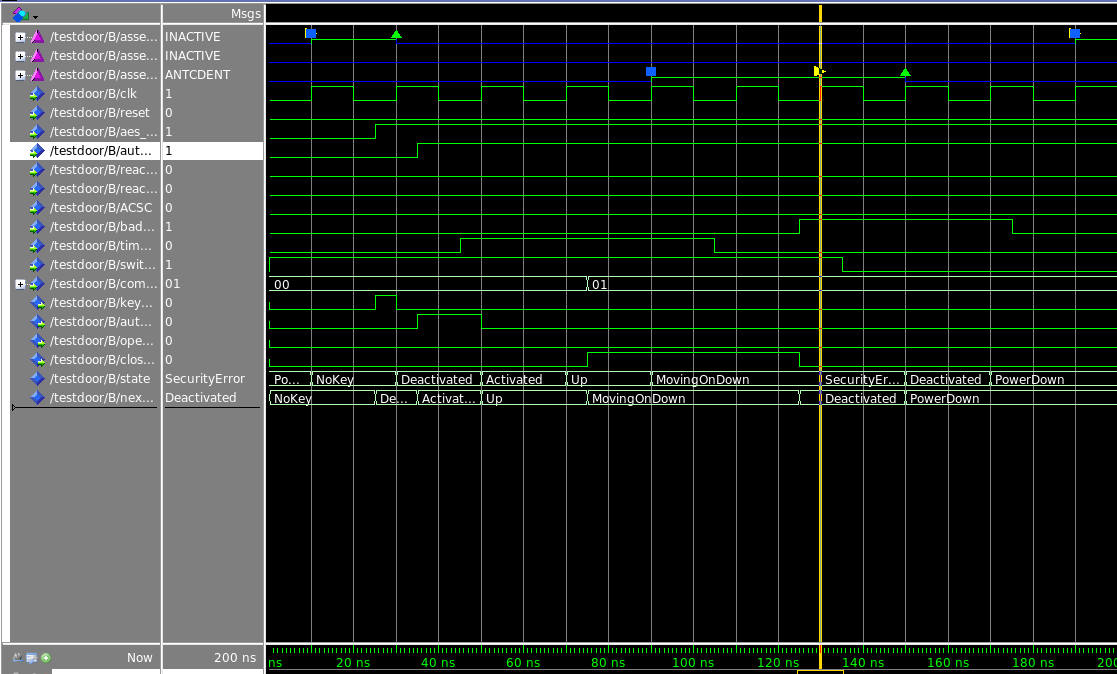 Msgs
/testdoor/B/asse... INACTIVE
/testdoor/B/asse... INACTIVE
/testdoor/B/asse... ANTCDENT
/testdoor/B/clk 1
/testdoor/B/reset 0
/testdoor/B/aes_... 1
/testdoor/B/aut... 1
/testdoor/B/reac... 0
/testdoor/B/reac... 0
/testdoor/B/ACSC 0
/testdoor/B/bad... 1
/testdoor/B/tim... 0
/testdoor/B/swit... 1
/testdoor/B/com... 01 00 01
/testdoor/B/key... 0
/testdoor/B/aut... 0
/testdoor/B/ope... 0
/testdoor/B/clos... 0
/testdoor/B/state SecurityError Po... NoKey Deactivated Activated Up MovingOnDown SecurityEr... Deactivated PowerDown
/testdoor/B/nex... Deactivated NoKey De... Activat... Up MovingOnDown Deactivated PowerDown
Now 200 ns ns 20 ns 40 ns 60 ns 80 ns 100 ns 120 ns 140 ns 160 ns 180 ns 200